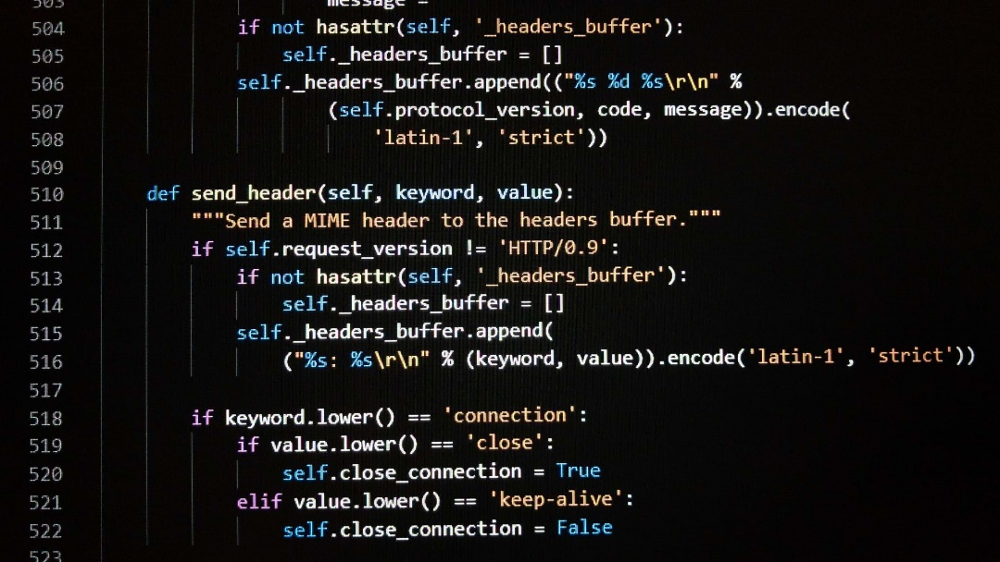 503 message =
504 if not hasattr(self, '_headers_buffer'):
505 self._headers_buffer = []
506 self._headers_buffer.append(("%s %d %s\r\n" %
507 (self.protocol_version, code, message)).encode(
508 'latin-1', 'strict'))
509
510 def send_header(self, keyword, value):
511 """Send a MIME header to the headers buffer."""
512 if self.request_version != 'HTTP/0.9':
513 if not hasattr(self, '_headers_buffer'):
514 self._headers_buffer = []
515 self._headers_buffer.append(
516 ("%s: %s\r\n" % (keyword, value)).encode('latin-1', 'strict'))
517
518 if keyword.lower() == 'connection':
519 if value.lower() == 'close':
520 self.close_connection = True
521 elif value.lower() == 'keep-alive':
522 self.close_connection = False
523